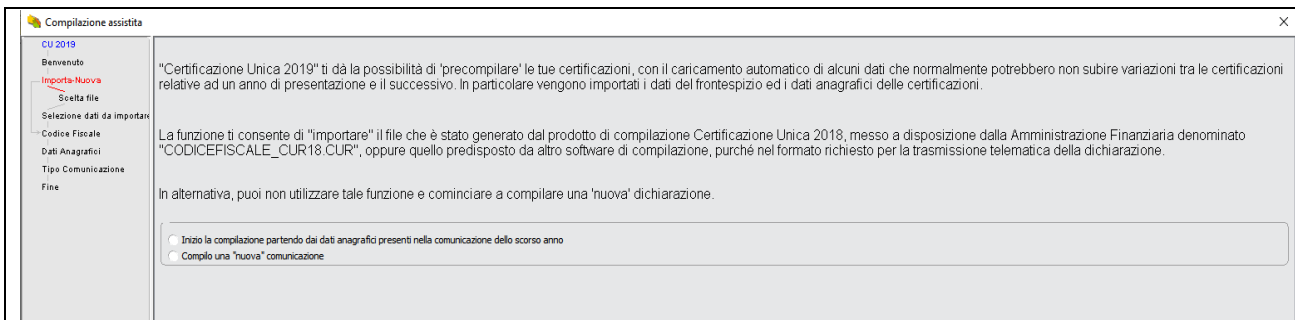 Compilazione assistita
CU 2019
Benvenuto
Importa-Nuova
Scelta file
Selezione dati da importare
Codice Fiscale
Dati Anagrafici
Tipo Comunicazione
Fine
"Certificazione Unica 2019" ti dà la possibilità di 'precompilare' le tue certificazioni, con il caricamento automatico di alcuni dati che normalmente potrebbero non subire variazioni tra le certificazioni
relative ad un anno di presentazione e il successivo. In particolare vengono importati i dati del frontespizio ed i dati anagrafici delle certificazioni.
La funzione ti consente di "importare" il file che è stato generato dal prodotto di compilazione Certificazione Unica 2018, messo a disposizione dalla Amministrazione Finanziaria denominato
"CODICEFISCALE_CUR18.CUR", oppure quello predisposto da altro software di compilazione, purché nel formato richiesto per la trasmissione telematica della dichiarazione.
In alternativa, puoi non utilizzare tale funzione e cominciare a compilare una 'nuova' dichiarazione.
Inizio la compilazione partendo dai dati anagrafici presenti nella comunicazione dello scorso anno
Compilo una "nuova" comunicazione